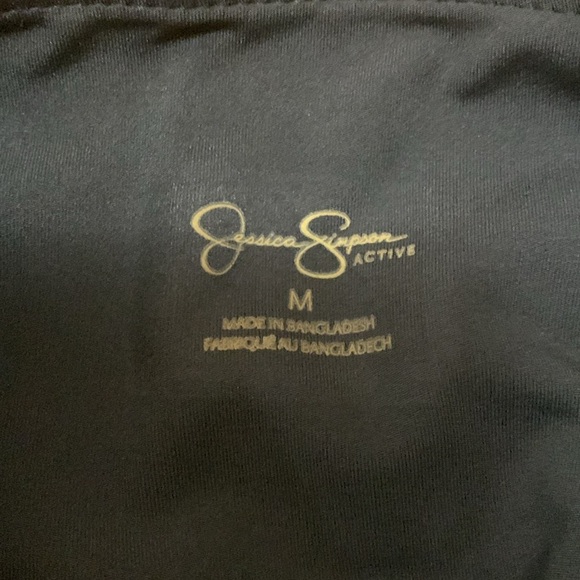 Jessica Simpson
ACTIVE
M
MADE IN BANGLADESH
FABRIQUÉ AU BANGLADECH